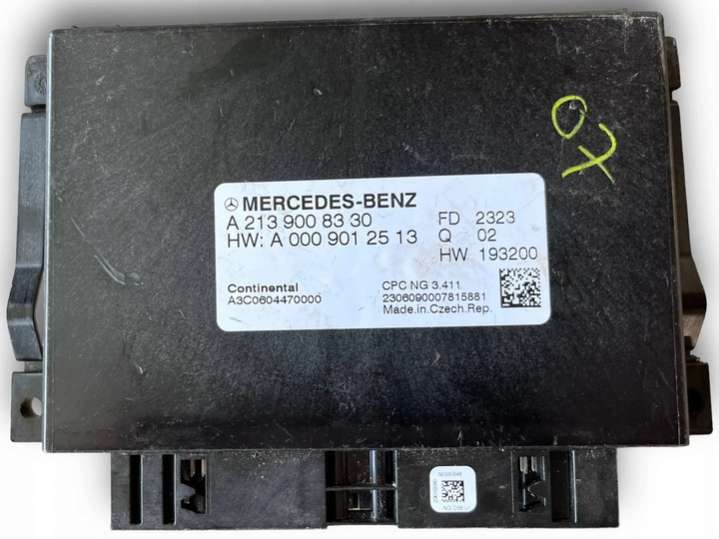 07
MERCEDES-BENZ
A 213 900 83 30 FD 2323
HW: A 000 901 25 13 Q 02
HW 193200
Continental CPC NG 3.411
A3C0604470000 2306090007815881
Made.in.Czech.Rep.